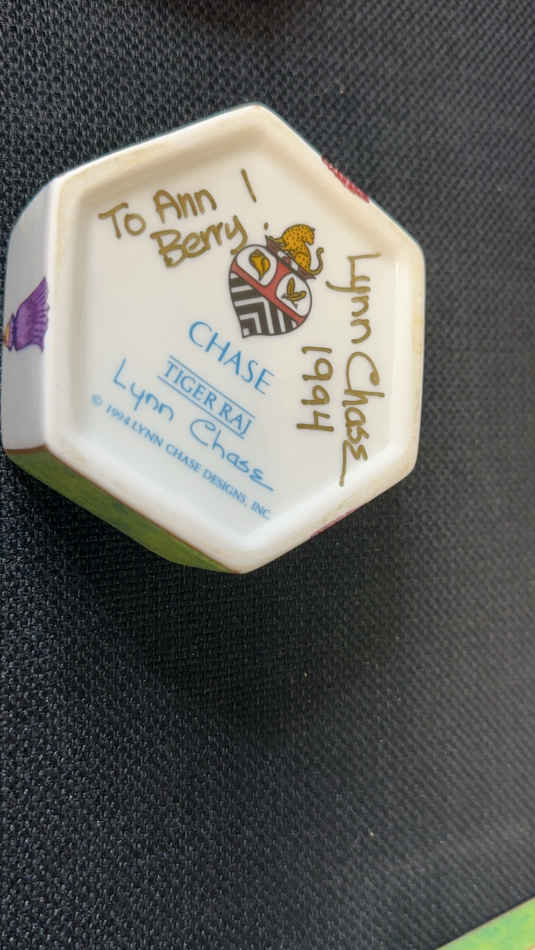 To Ann
Berry!
CHASE
TIGER RAJ
Lynn Chase
© 1994 LYNN CHASE DESIGNS, INC.
Lynn Chase
1994